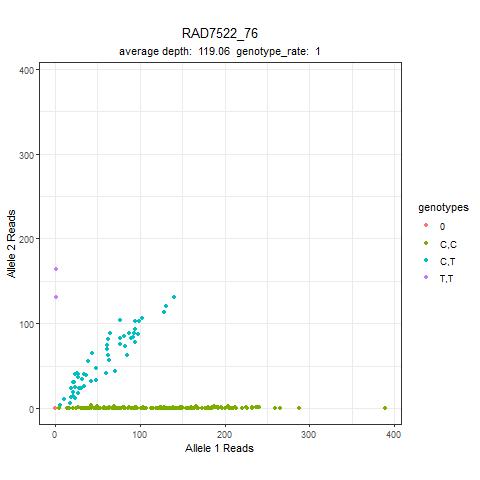 RAD7522_76
average depth:  119.06  genotype_rate:  1
400
300
200
100
0
Allele 2 Reads
0 100 200 300 400
Allele 1 Reads
genotypes
0
C,C
C,T
T,T